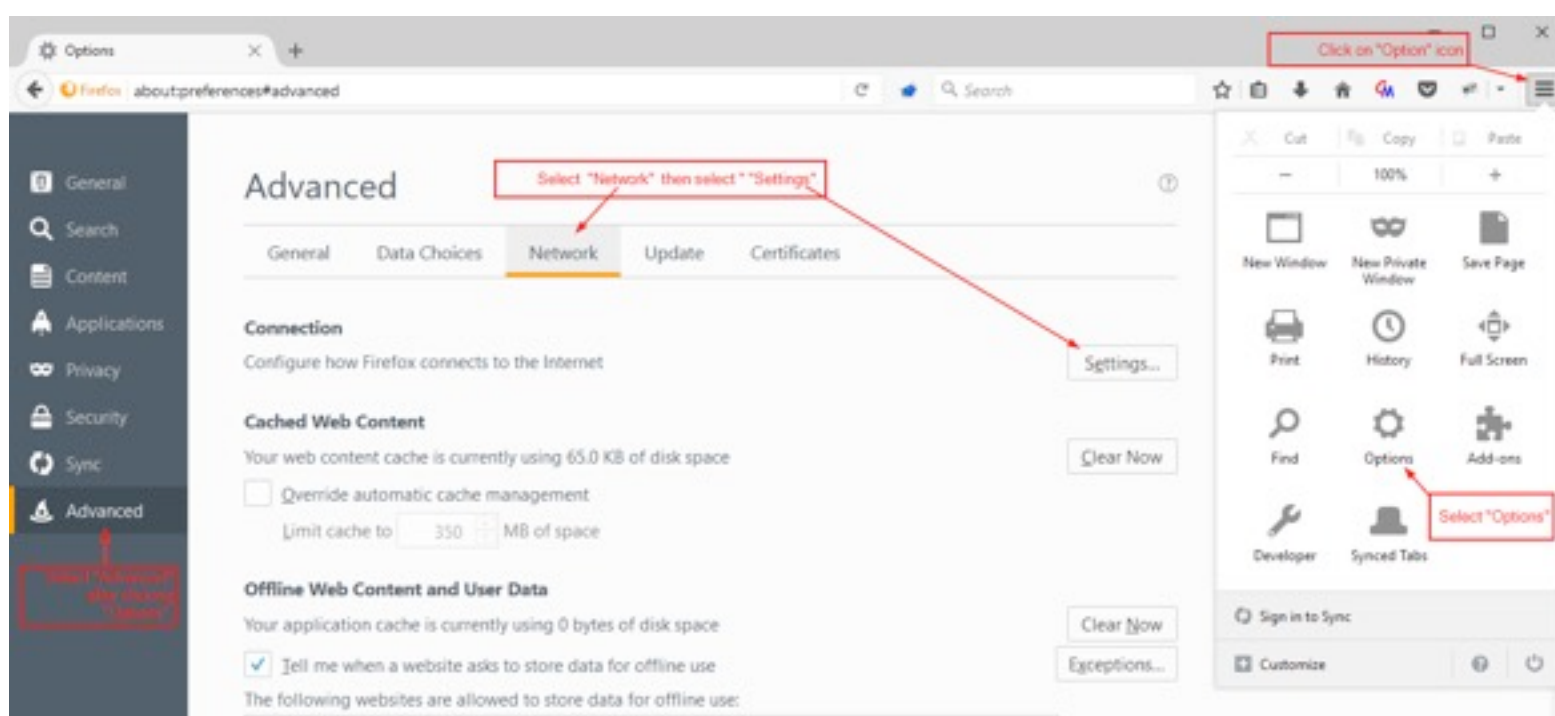 Options
Click on "Option" icon
Firefox about:preferences#advanced
Search
Cut Copy Paste
General
Search
Content
Applications
Privacy
Security
Sync
Advanced
Select "Advanced"
after clicking
"Options"
Advanced
Select "Network" then select " "Settings"
General Data Choices Network Update Certificates
Connection
Configure how Firefox connects to the Internet
Settings...
Cached Web Content
Your web content cache is currently using 65.0 KB of disk space
Clear Now
Override automatic cache management
Limit cache to 350 MB of space
Offline Web Content and User Data
Your application cache is currently using 0 bytes of disk space
Clear Now
Tell me when a website asks to store data for offline use
Exceptions...
The following websites are allowed to store data for offline use:
− 100% +
New Window New Private Window Save Page
Print History Full Screen
Find Options Add-ons
Select "Options"
Developer Synced Tabs
Sign in to Sync
Customize